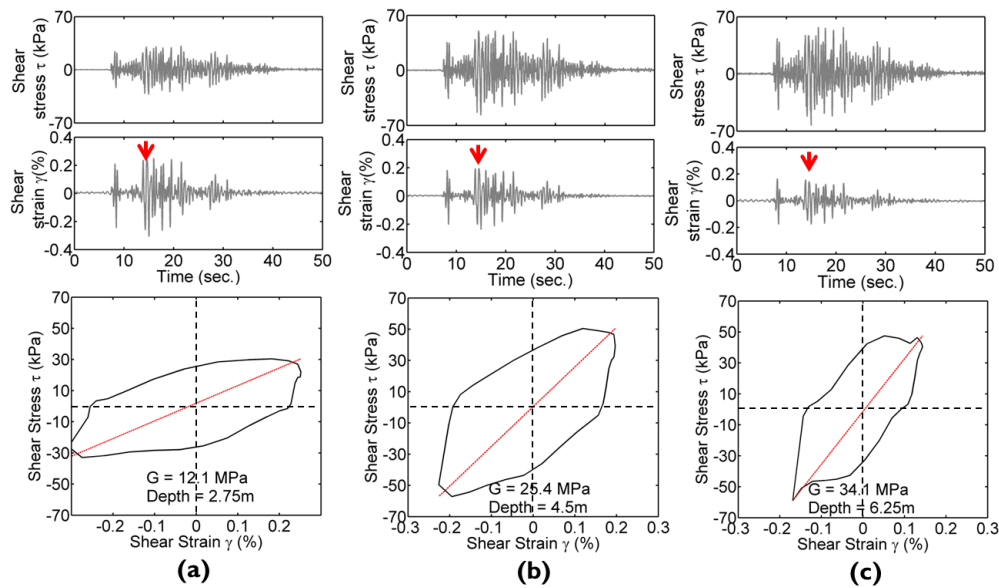 70
0
-70
Shear
stress τ (kPa)
0.4
0.2
0
-0.2
-0.4
Shear
strain γ(%)
0 10 20 30 40 50
Time (sec.)
70
50
30
10
-10
-30
-50
-70
Shear Stress τ (kPa)
G = 12.1 MPa
Depth = 2.75m
-0.2 -0.1 0 0.1 0.2
Shear Strain γ (%)
(a)
70
0
-70
Shear
stress τ (kPa)
0.4
0.2
0
-0.2
-0.4
Shear
strain γ(%)
0 10 20 30 40 50
Time (sec.)
70
50
30
10
-10
-30
-50
-70
Shear Stress τ (kPa)
G = 25.4 MPa
Depth = 4.5m
-0.3 -0.2 -0.1 0 0.1 0.2 0.3
Shear Strain γ (%)
(b)
70
0
-70
Shear
stress τ (kPa)
0.4
0.2
0
-0.2
-0.4
Shear
strain γ(%)
0 10 20 30 40 50
Time (sec.)
70
50
30
10
-10
-30
-50
-70
Shear Stress τ (kPa)
G = 34.1 MPa
Depth = 6.25m
-0.3 -0.2 -0.1 0 0.1 0.2 0.3
Shear Strain γ (%)
(c)